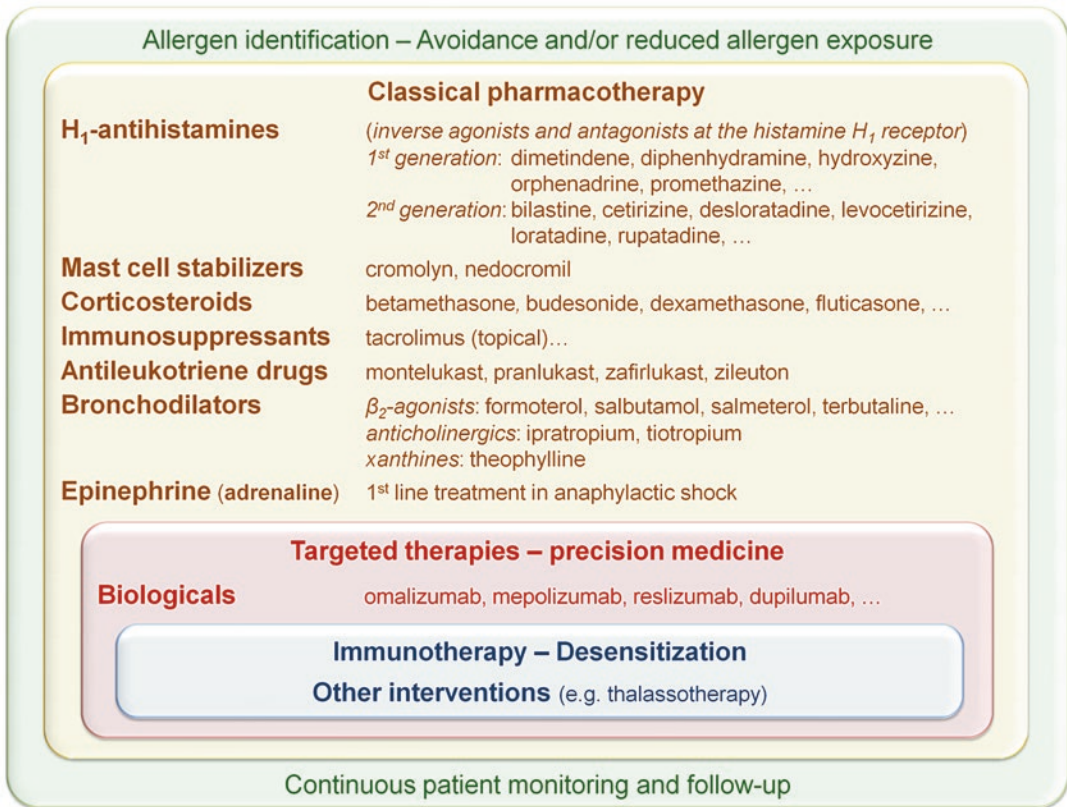 Allergen identification – Avoidance and/or reduced allergen exposure
Classical pharmacotherapy
H₁-antihistamines (inverse agonists and antagonists at the histamine H₁ receptor)
1st generation: dimetindene, diphenhydramine, hydroxyzine,
orphenadrine, promethazine, …
2nd generation: bilastine, cetirizine, desloratadine, levocetirizine,
loratadine, rupatadine, …
Mast cell stabilizers cromolyn, nedocromil
Corticosteroids betamethasone, budesonide, dexamethasone, fluticasone, …
Immunosuppressants tacrolimus (topical)…
Antileukotriene drugs montelukast, pranlukast, zafirlukast, zileuton
Bronchodilators β₂-agonists: formoterol, salbutamol, salmeterol, terbutaline, …
anticholinergics: ipratropium, tiotropium
xanthines: theophylline
Epinephrine (adrenaline) 1st line treatment in anaphylactic shock
Targeted therapies – precision medicine
Biologicals omalizumab, mepolizumab, reslizumab, dupilumab, …
Immunotherapy – Desensitization
Other interventions (e.g. thalassotherapy)
Continuous patient monitoring and follow-up